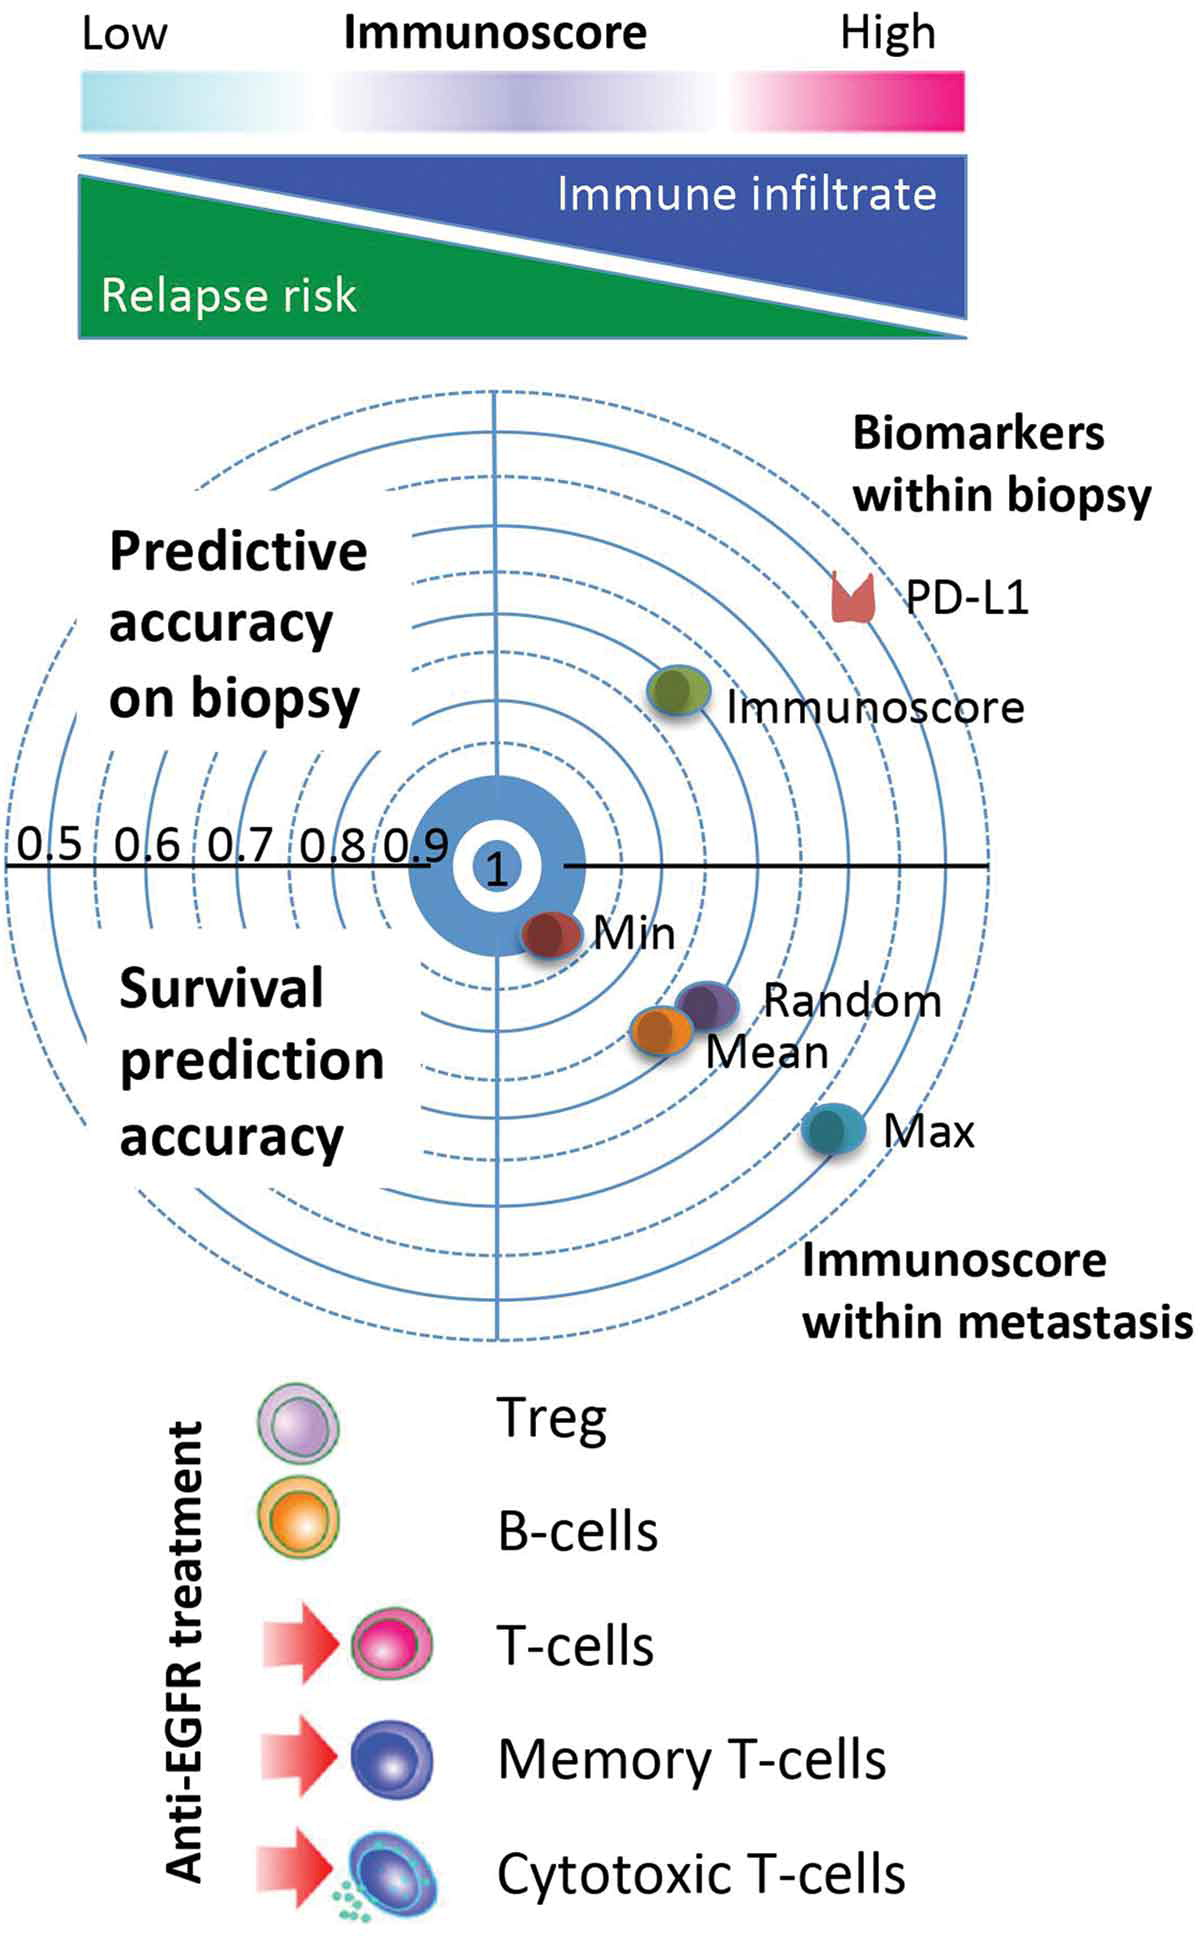 Low Immunoscore High
Immune infiltrate
Relapse risk
Biomarkers
within biopsy
Predictive
accuracy
on biopsy
PD-L1
Immunoscore
0.5 0.6 0.7 0.8 0.9 1
Min
Survival
prediction
accuracy
Random
Mean
Max
Immunoscore
within metastasis
Anti-EGFR treatment
Treg
B-cells
T-cells
Memory T-cells
Cytotoxic T-cells